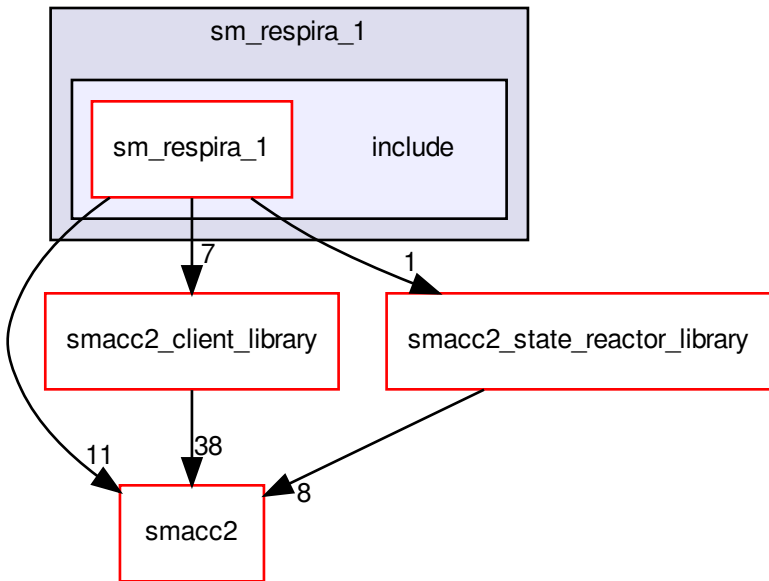 sm_respira_1
sm_respira_1
include
7
1
smacc2_client_library
smacc2_state_reactor_library
11
38
8
smacc2